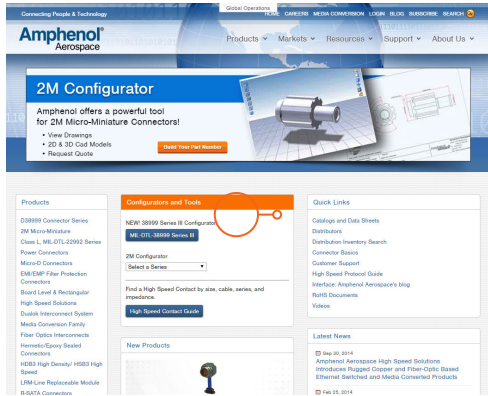 Connecting People & Technology
Global Operations
HOME CAREERS MEDIA CONVERSION LOGIN BLOG SUBSCRIBE SEARCH
Amphenol®
Aerospace
Products Markets Resources Support About Us
2M Configurator
Amphenol offers a powerful tool
for 2M Micro-Miniature Connectors!
• View Drawings
• 2D & 3D Cad Models
• Request Quote
Build Your Part Number
Products
D38999 Connector Series
2M Micro-Miniature
Class L, MIL-DTL-22992 Series
Power Connectors
Micro-D Connectors
EMI/EMP Filter Protection
Connectors
Board Level & Rectangular
High Speed Solutions
Dualok Interconnect System
Media Conversion Family
Fiber Optics Interconnects
Hermetic/Epoxy Sealed
Connectors
HDB3 High Density/ HSB3 High
Speed
LRM-Line Replaceable Module
R-SATA Connectors
Configurators and Tools
NEW! 38999 Series III Configurator
MIL-DTL-38999 Series III
2M Configurator
Select a Series
Find a High Speed Contact by size, cable, series, and
impedance.
High Speed Contact Guide
New Products
Quick Links
Catalogs and Data Sheets
Distributors
Distribution Inventory Search
Connector Basics
Customer Support
High Speed Protocol Guide
Interface: Amphenol Aerospace's blog
RoHS Documents
Videos
Latest News
Sep 30, 2014
Amphenol Aerospace High Speed Solutions
Introduces Rugged Copper and Fiber-Optic Based
Ethernet Switched and Media Converted Products
Feb 25, 2014